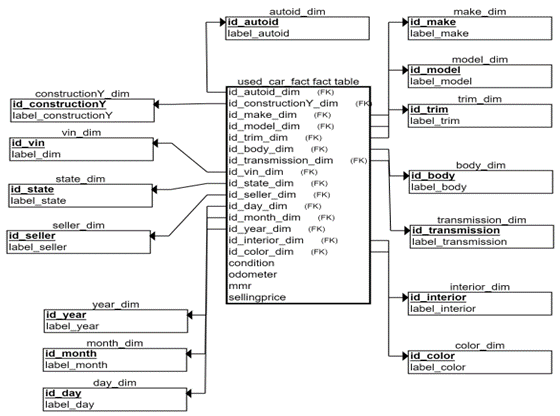 autoid_dim
id_autoid
label_autoid
make_dim
id_make
label_make
model_dim
id_model
label_model
trim_dim
id_trim
label_trim
body_dim
id_body
label_body
transmission_dim
id_transmission
label_transmission
interior_dim
id_interior
label_interior
color_dim
id_color
label_color
used_car_fact fact table
id_autoid_dim (FK)
id_constructionY_dim (FK)
id_make_dim (FK)
id_model_dim (FK)
id_trim_dim (FK)
id_body_dim (FK)
id_transmission_dim (FK)
id_vin_dim (FK)
id_state_dim (FK)
id_seller_dim (FK)
id_day_dim (FK)
id_month_dim (FK)
id_year_dim (FK)
id_interior_dim (FK)
id_color_dim (FK)
condition
odometer
mmr
sellingprice
constructionY_dim
id_constructionY
label_constructionY
vin_dim
id_vin
label_dim
state_dim
id_state
label_state
seller_dim
id_seller
label_seller
year_dim
id_year
label_year
month_dim
id_month
label_month
day_dim
id_day
label_day